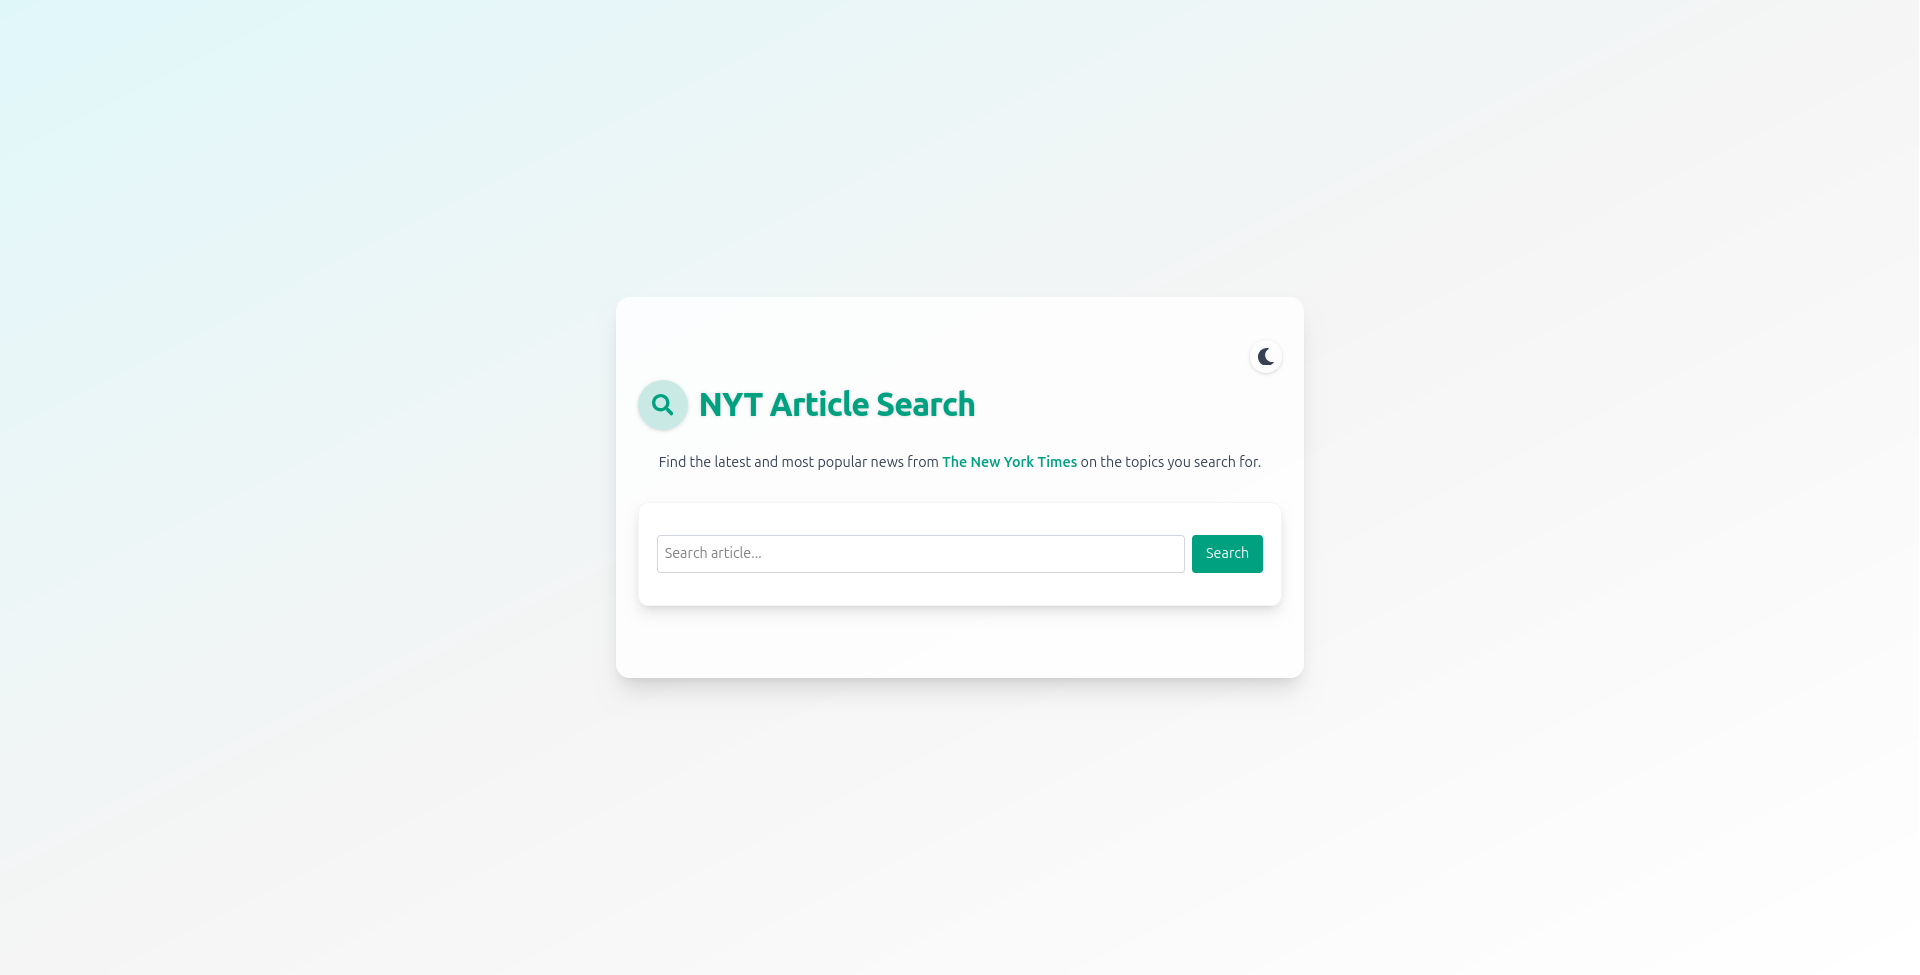 NYT Article Search
Find the latest and most popular news from The New York Times on the topics you search for.
Search article...
Search